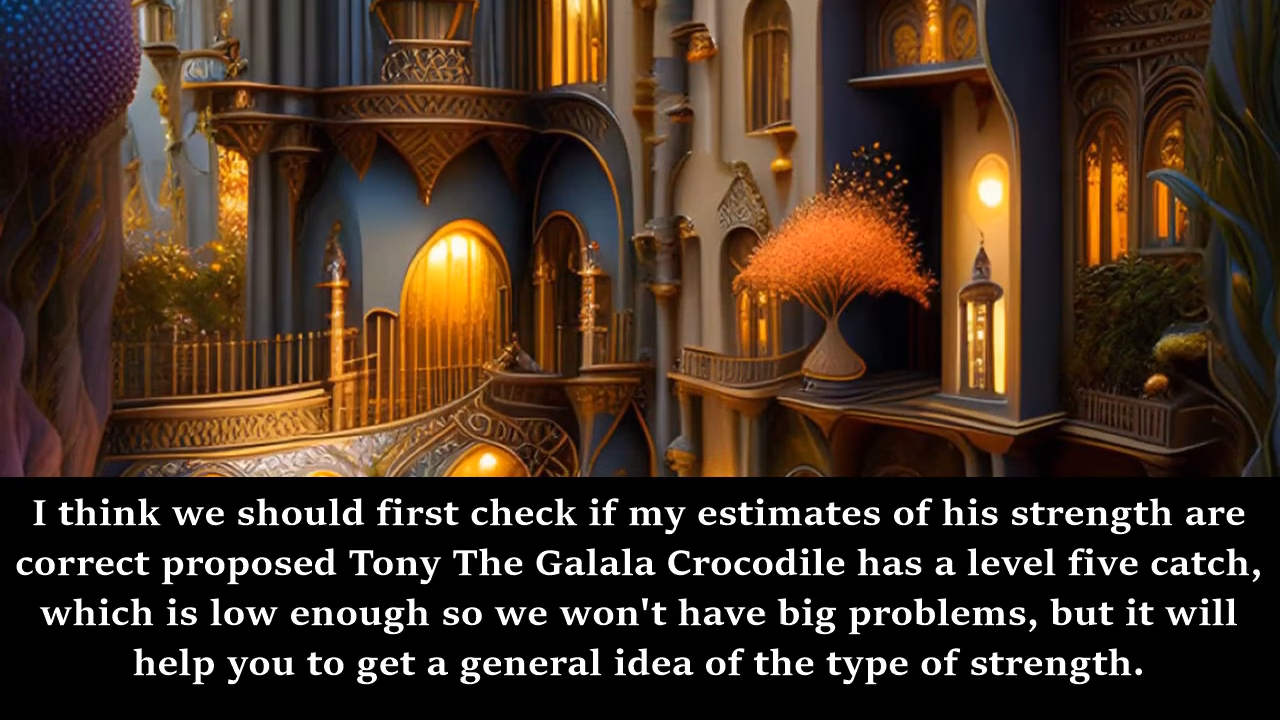 I think we should first check if my estimates of his strength are
correct proposed Tony The Galala Crocodile has a level five catch,
which is low enough so we won't have big problems, but it will
help you to get a general idea of the type of strength.